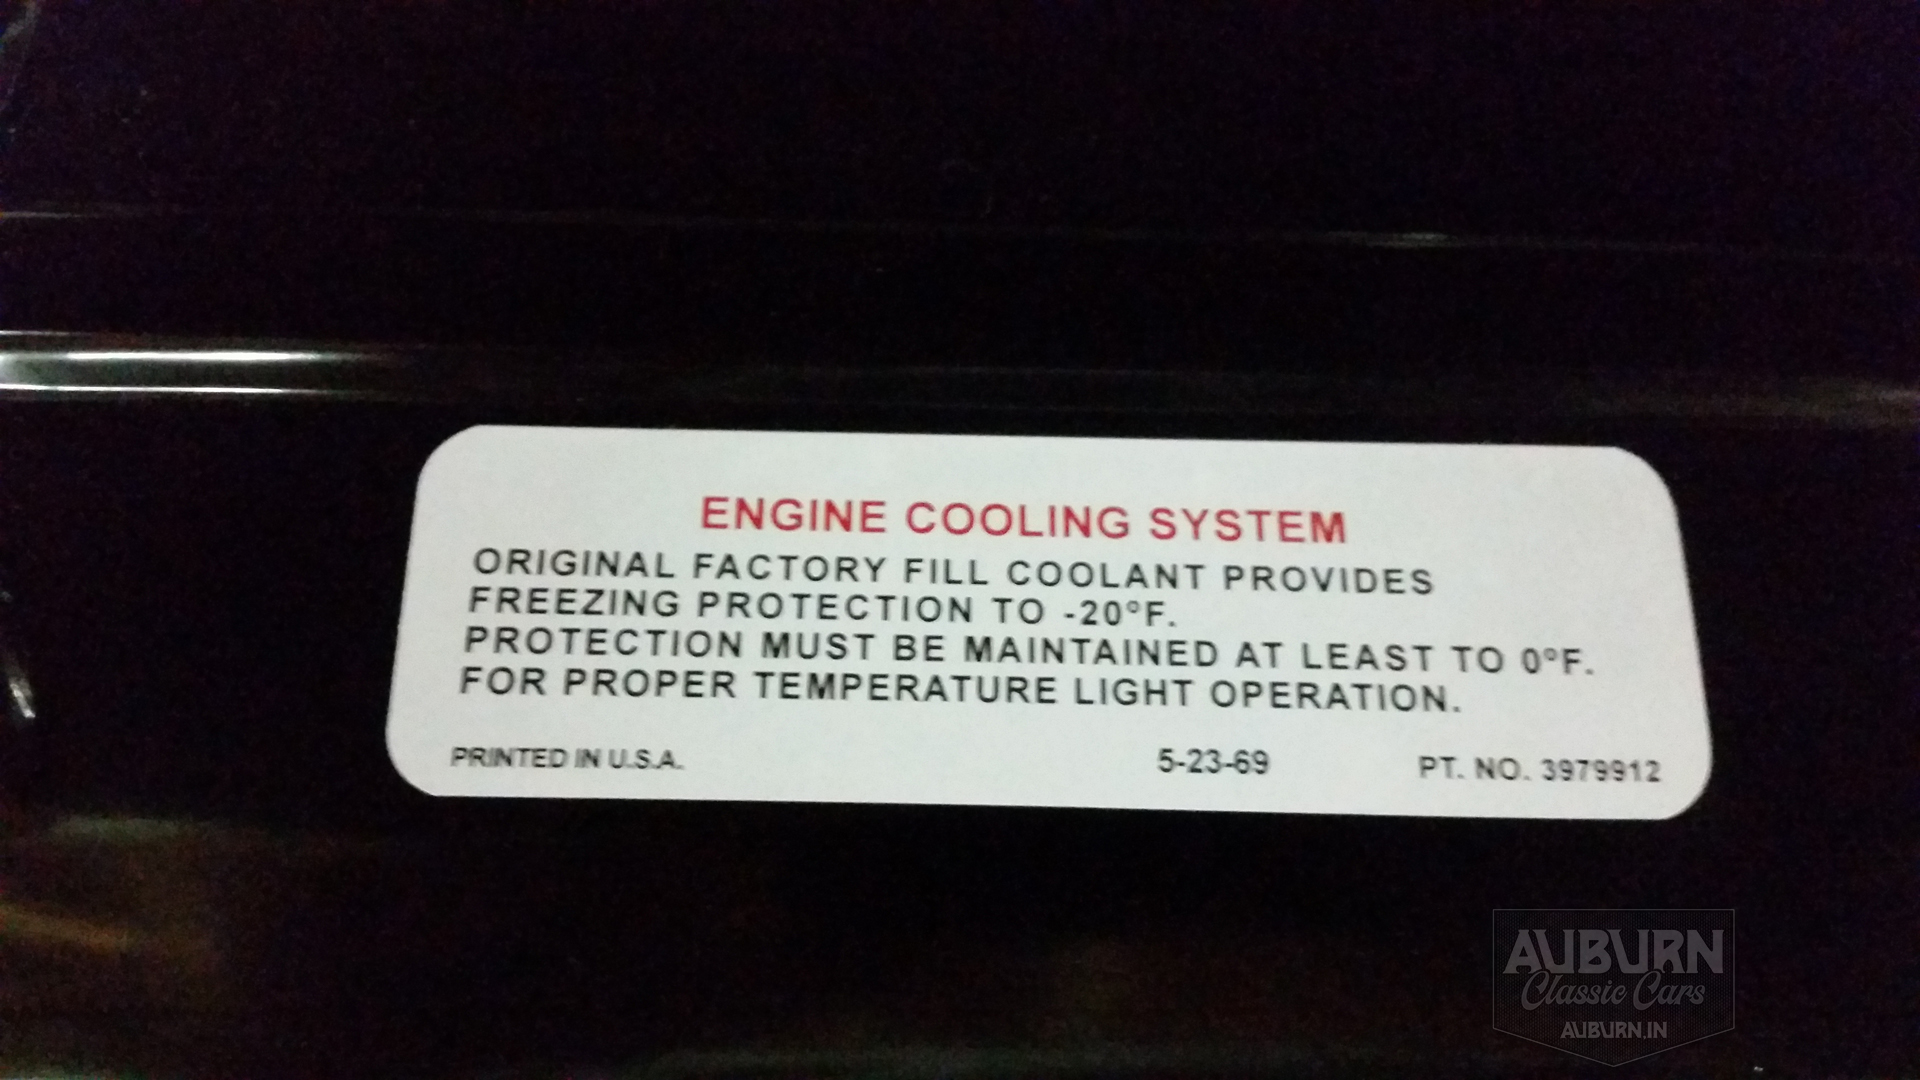 ENGINE COOLING SYSTEM
ORIGINAL FACTORY FILL COOLANT PROVIDES
FREEZING PROTECTION TO -20°F.
PROTECTION MUST BE MAINTAINED AT LEAST TO 0°F.
FOR PROPER TEMPERATURE LIGHT OPERATION.
PRINTED IN U.S.A. 5-23-69 PT. NO. 3979912
AUBURN
Classic Cars
AUBURN.IN